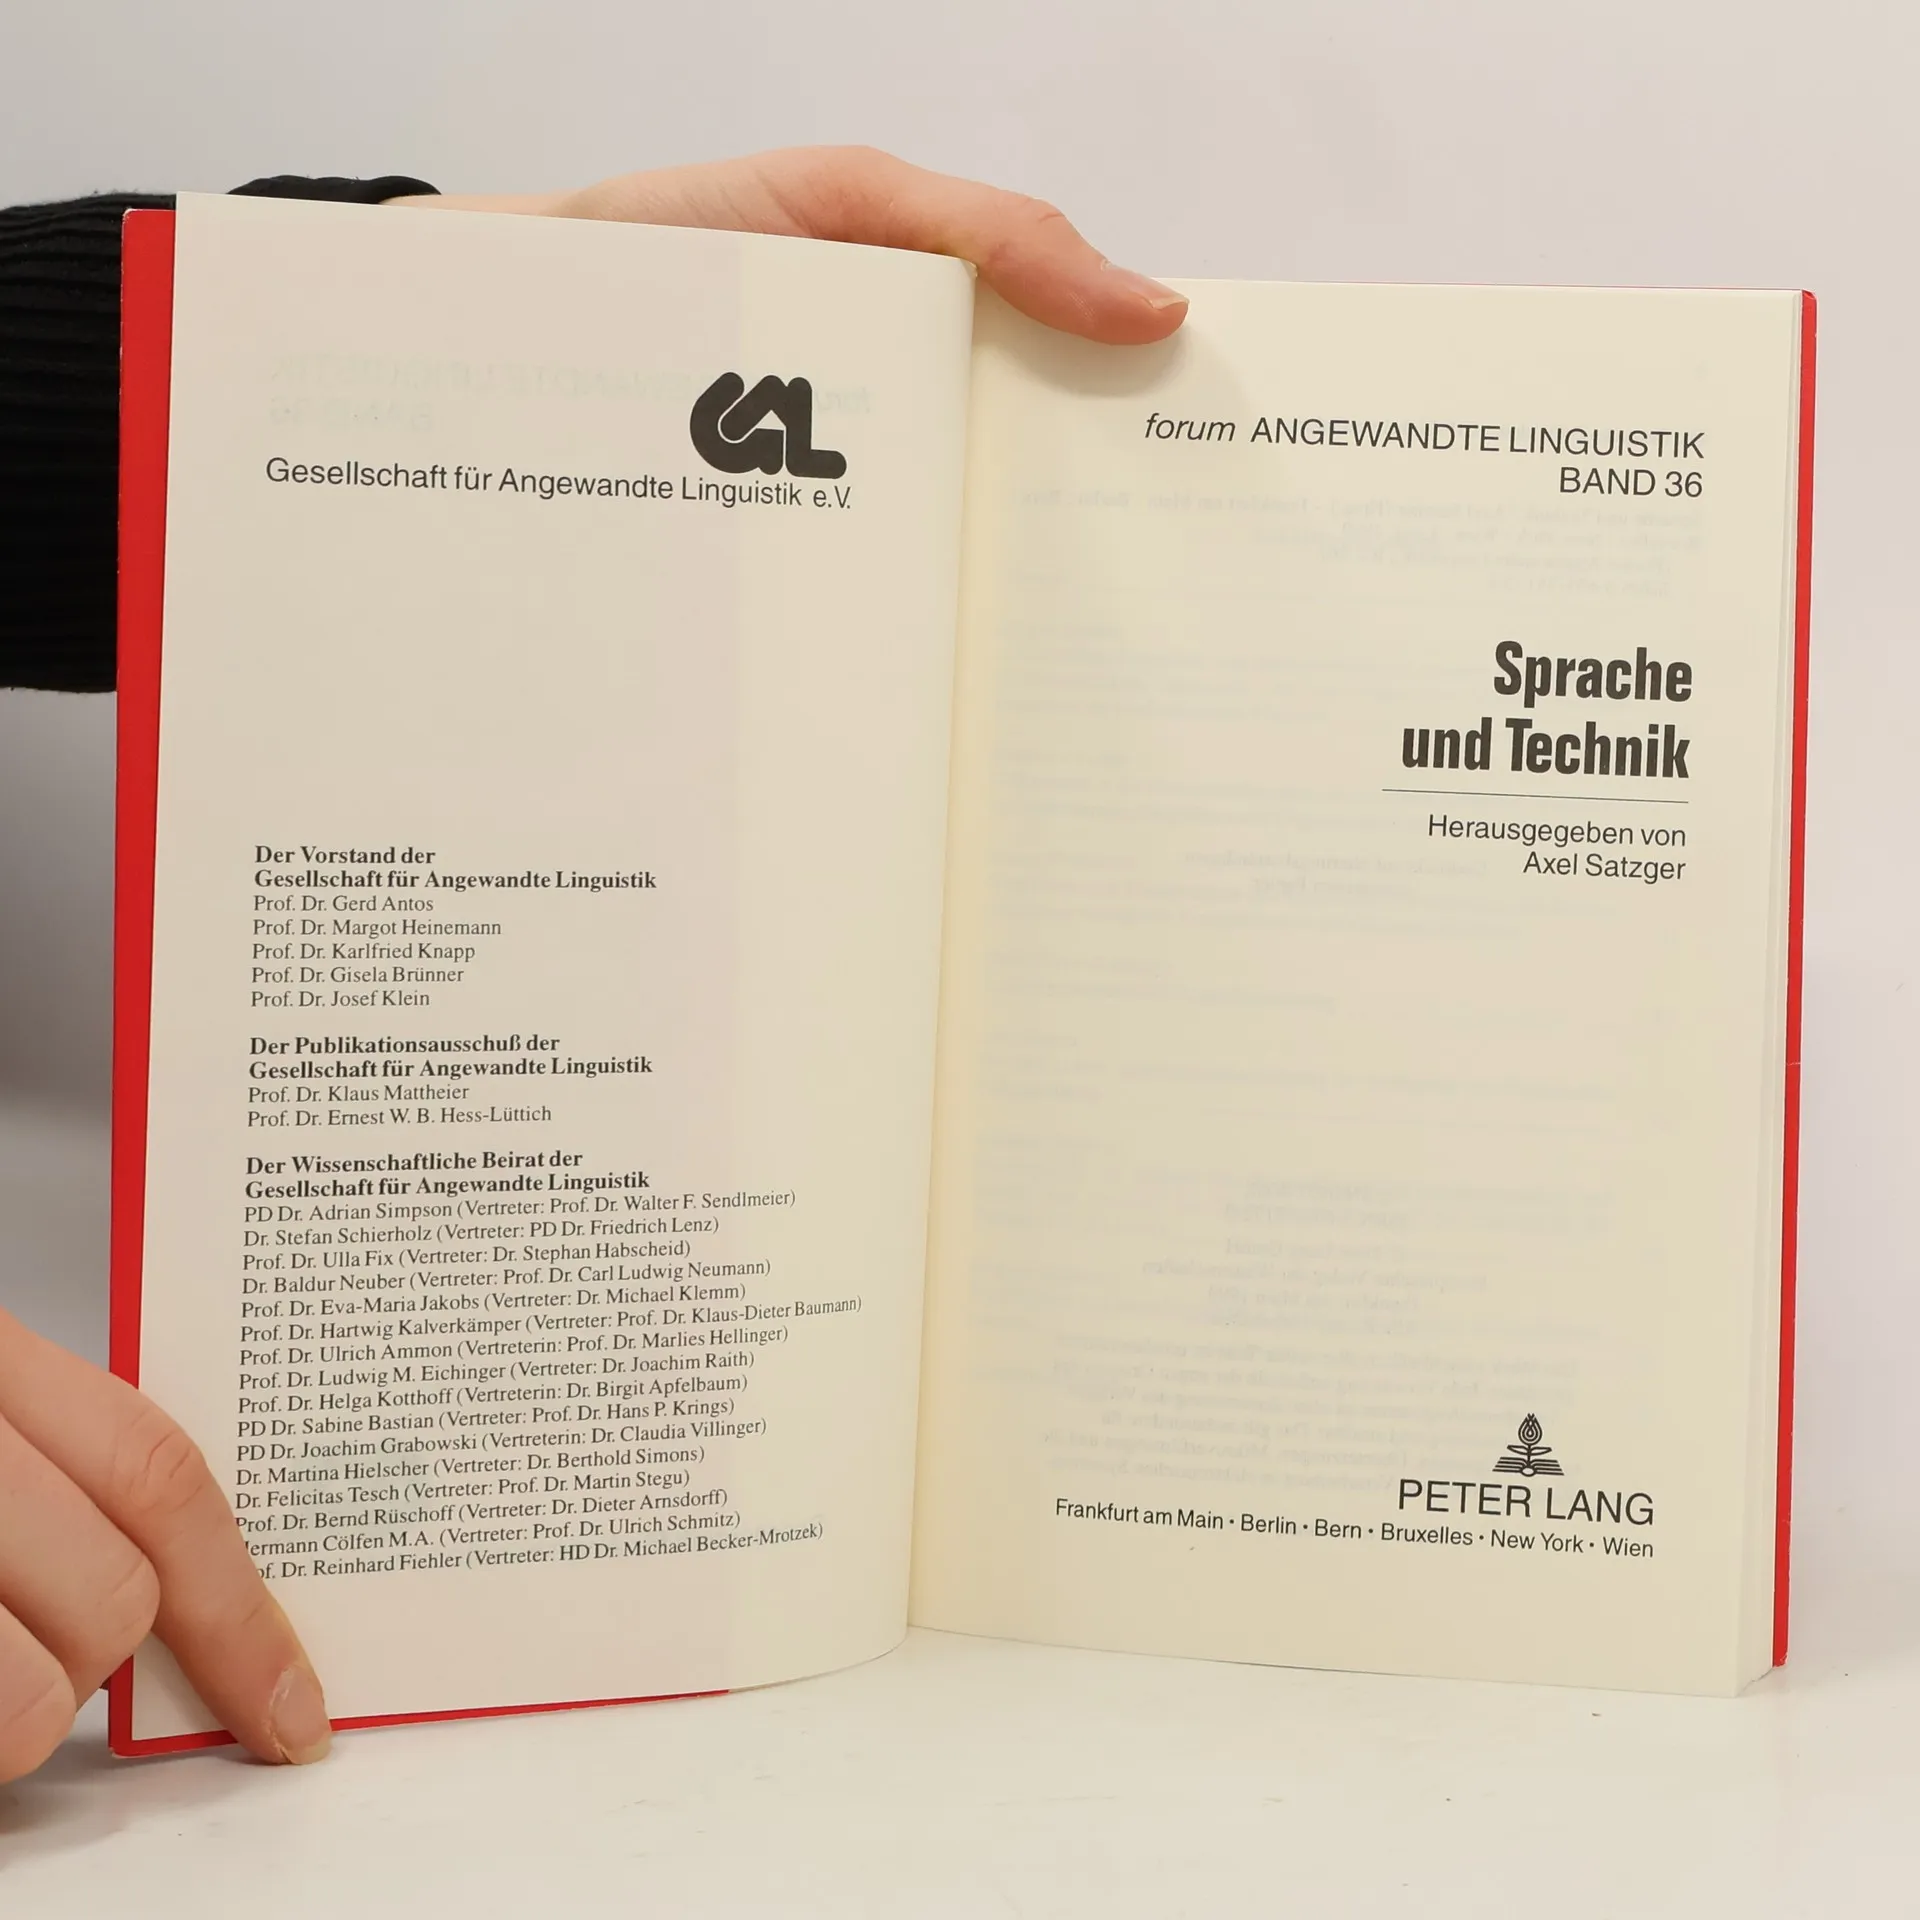 GAL
Gesellschaft für Angewandte Linguistik e.V.
Der Vorstand der
Gesellschaft für Angewandte Linguistik
Prof. Dr. Gerd Antos
Prof. Dr. Margot Heinemann
Prof. Dr. Karlfried Knapp
Prof. Dr. Gisela Brünner
Prof. Dr. Josef Klein
Der Publikationsausschuß der
Gesellschaft für Angewandte Linguistik
Prof. Dr. Klaus Mattheier
Prof. Dr. Ernest W. B. Hess-Lüttich
Der Wissenschaftliche Beirat der
Gesellschaft für Angewandte Linguistik
PD Dr. Adrian Simpson (Vertreter: Prof. Dr. Walter F. Sendlmeier)
Dr. Stefan Schierholz (Vertreter: PD Dr. Friedrich Lenz)
Prof. Dr. Ulla Fix (Vertreter: Dr. Stephan Habscheid)
Dr. Baldur Neuber (Vertreter: Prof. Dr. Carl Ludwig Neumann)
Prof. Dr. Eva-Maria Jakobs (Vertreter: Dr. Michael Klemm)
Prof. Dr. Hartwig Kalverkämper (Vertreter: Prof. Dr. Klaus-Dieter Baumann)
Prof. Dr. Ulrich Ammon (Vertreterin: Prof. Dr. Marlies Hellinger)
Prof. Dr. Ludwig M. Eichinger (Vertreter: Dr. Joachim Raith)
Prof. Dr. Helga Kotthoff (Vertreterin: Dr. Birgit Apfelbaum)
PD Dr. Sabine Bastian (Vertreter: Prof. Dr. Hans P. Krings)
PD Dr. Joachim Grabowski (Vertreterin: Dr. Claudia Villinger)
Dr. Martina Hielscher (Vertreter: Dr. Berthold Simons)
Dr. Felicitas Tesch (Vertreter: Prof. Dr. Martin Stegu)
Prof. Dr. Bernd Rüschoff (Vertreter: Dr. Dieter Arnsdorff)
ermann Cölfen M.A. (Vertreter: Prof. Dr. Ulrich Schmitz)
of. Dr. Reinhard Fiehler (Vertreter: HD Dr. Michael Becker-Mrotzek)
forum ANGEWANDTE LINGUISTIK
BAND 36
Sprache
und Technik
Herausgegeben von
Axel Satzger
PETER LANG
Frankfurt am Main · Berlin · Bern · Bruxelles · New York · Wien